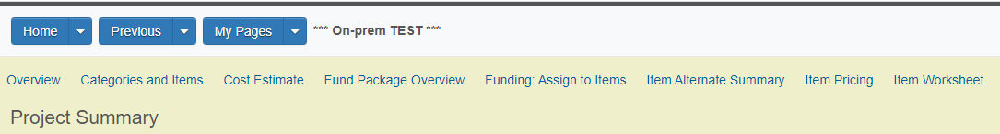 Home Previous My Pages *** On-prem TEST ***
Overview Categories and Items Cost Estimate Fund Package Overview Funding: Assign to Items Item Alternate Summary Item Pricing Item Worksheet
Project Summary